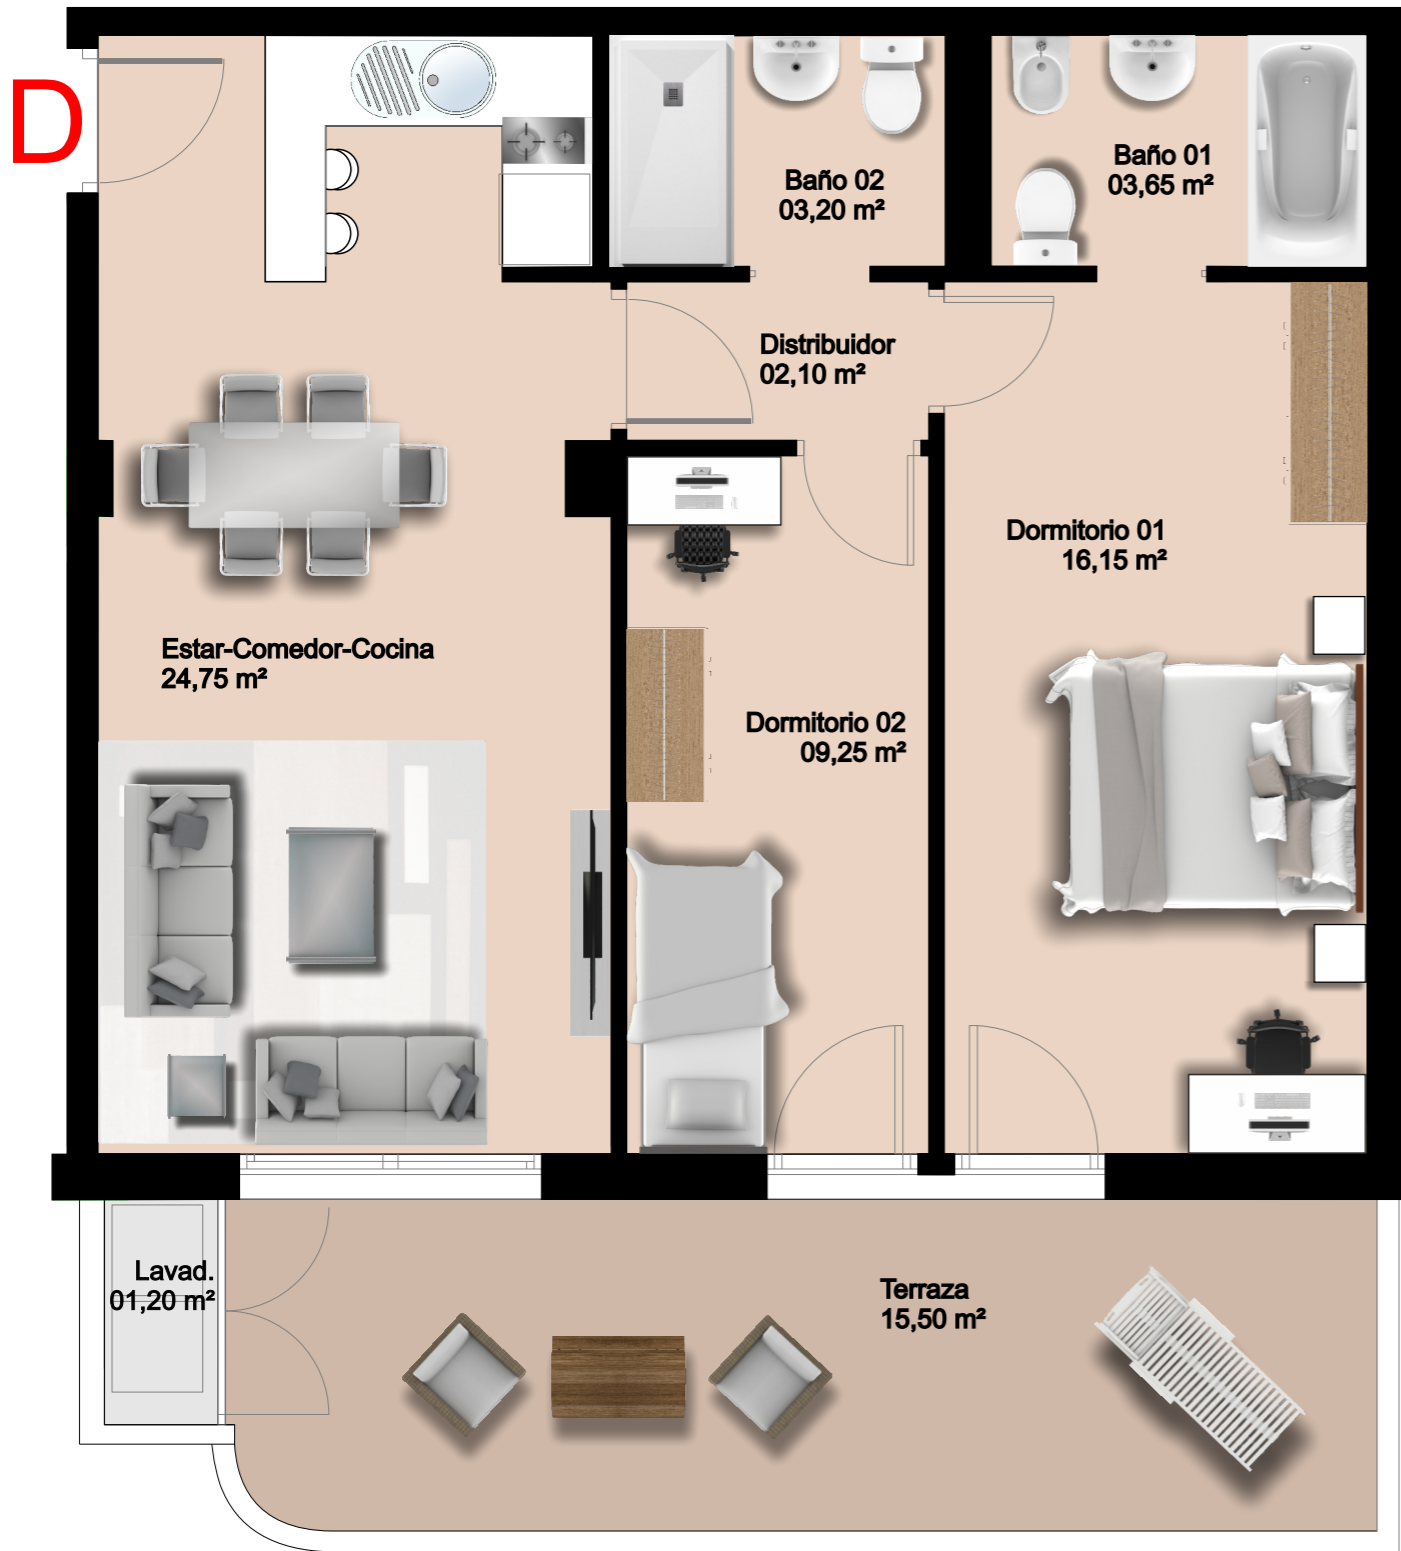 D
Baño 01
03,65 m²
Baño 02
03,20 m²
Distribuidor
02,10 m²
Dormitorio 01
16,15 m²
Estar-Comedor-Cocina
24,75 m²
Dormitorio 02
09,25 m²
Lavad.
01,20 m²
Terraza
15,50 m²